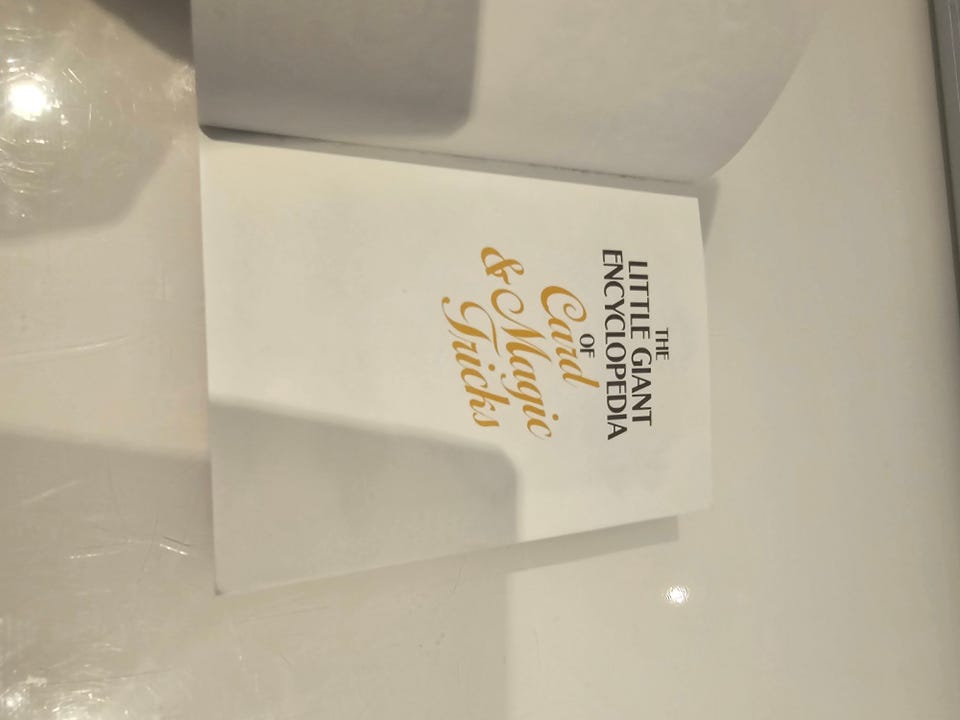 THE
LITTLE GIANT
ENCYCLOPEDIA
OF
Card
& Magic
Tricks